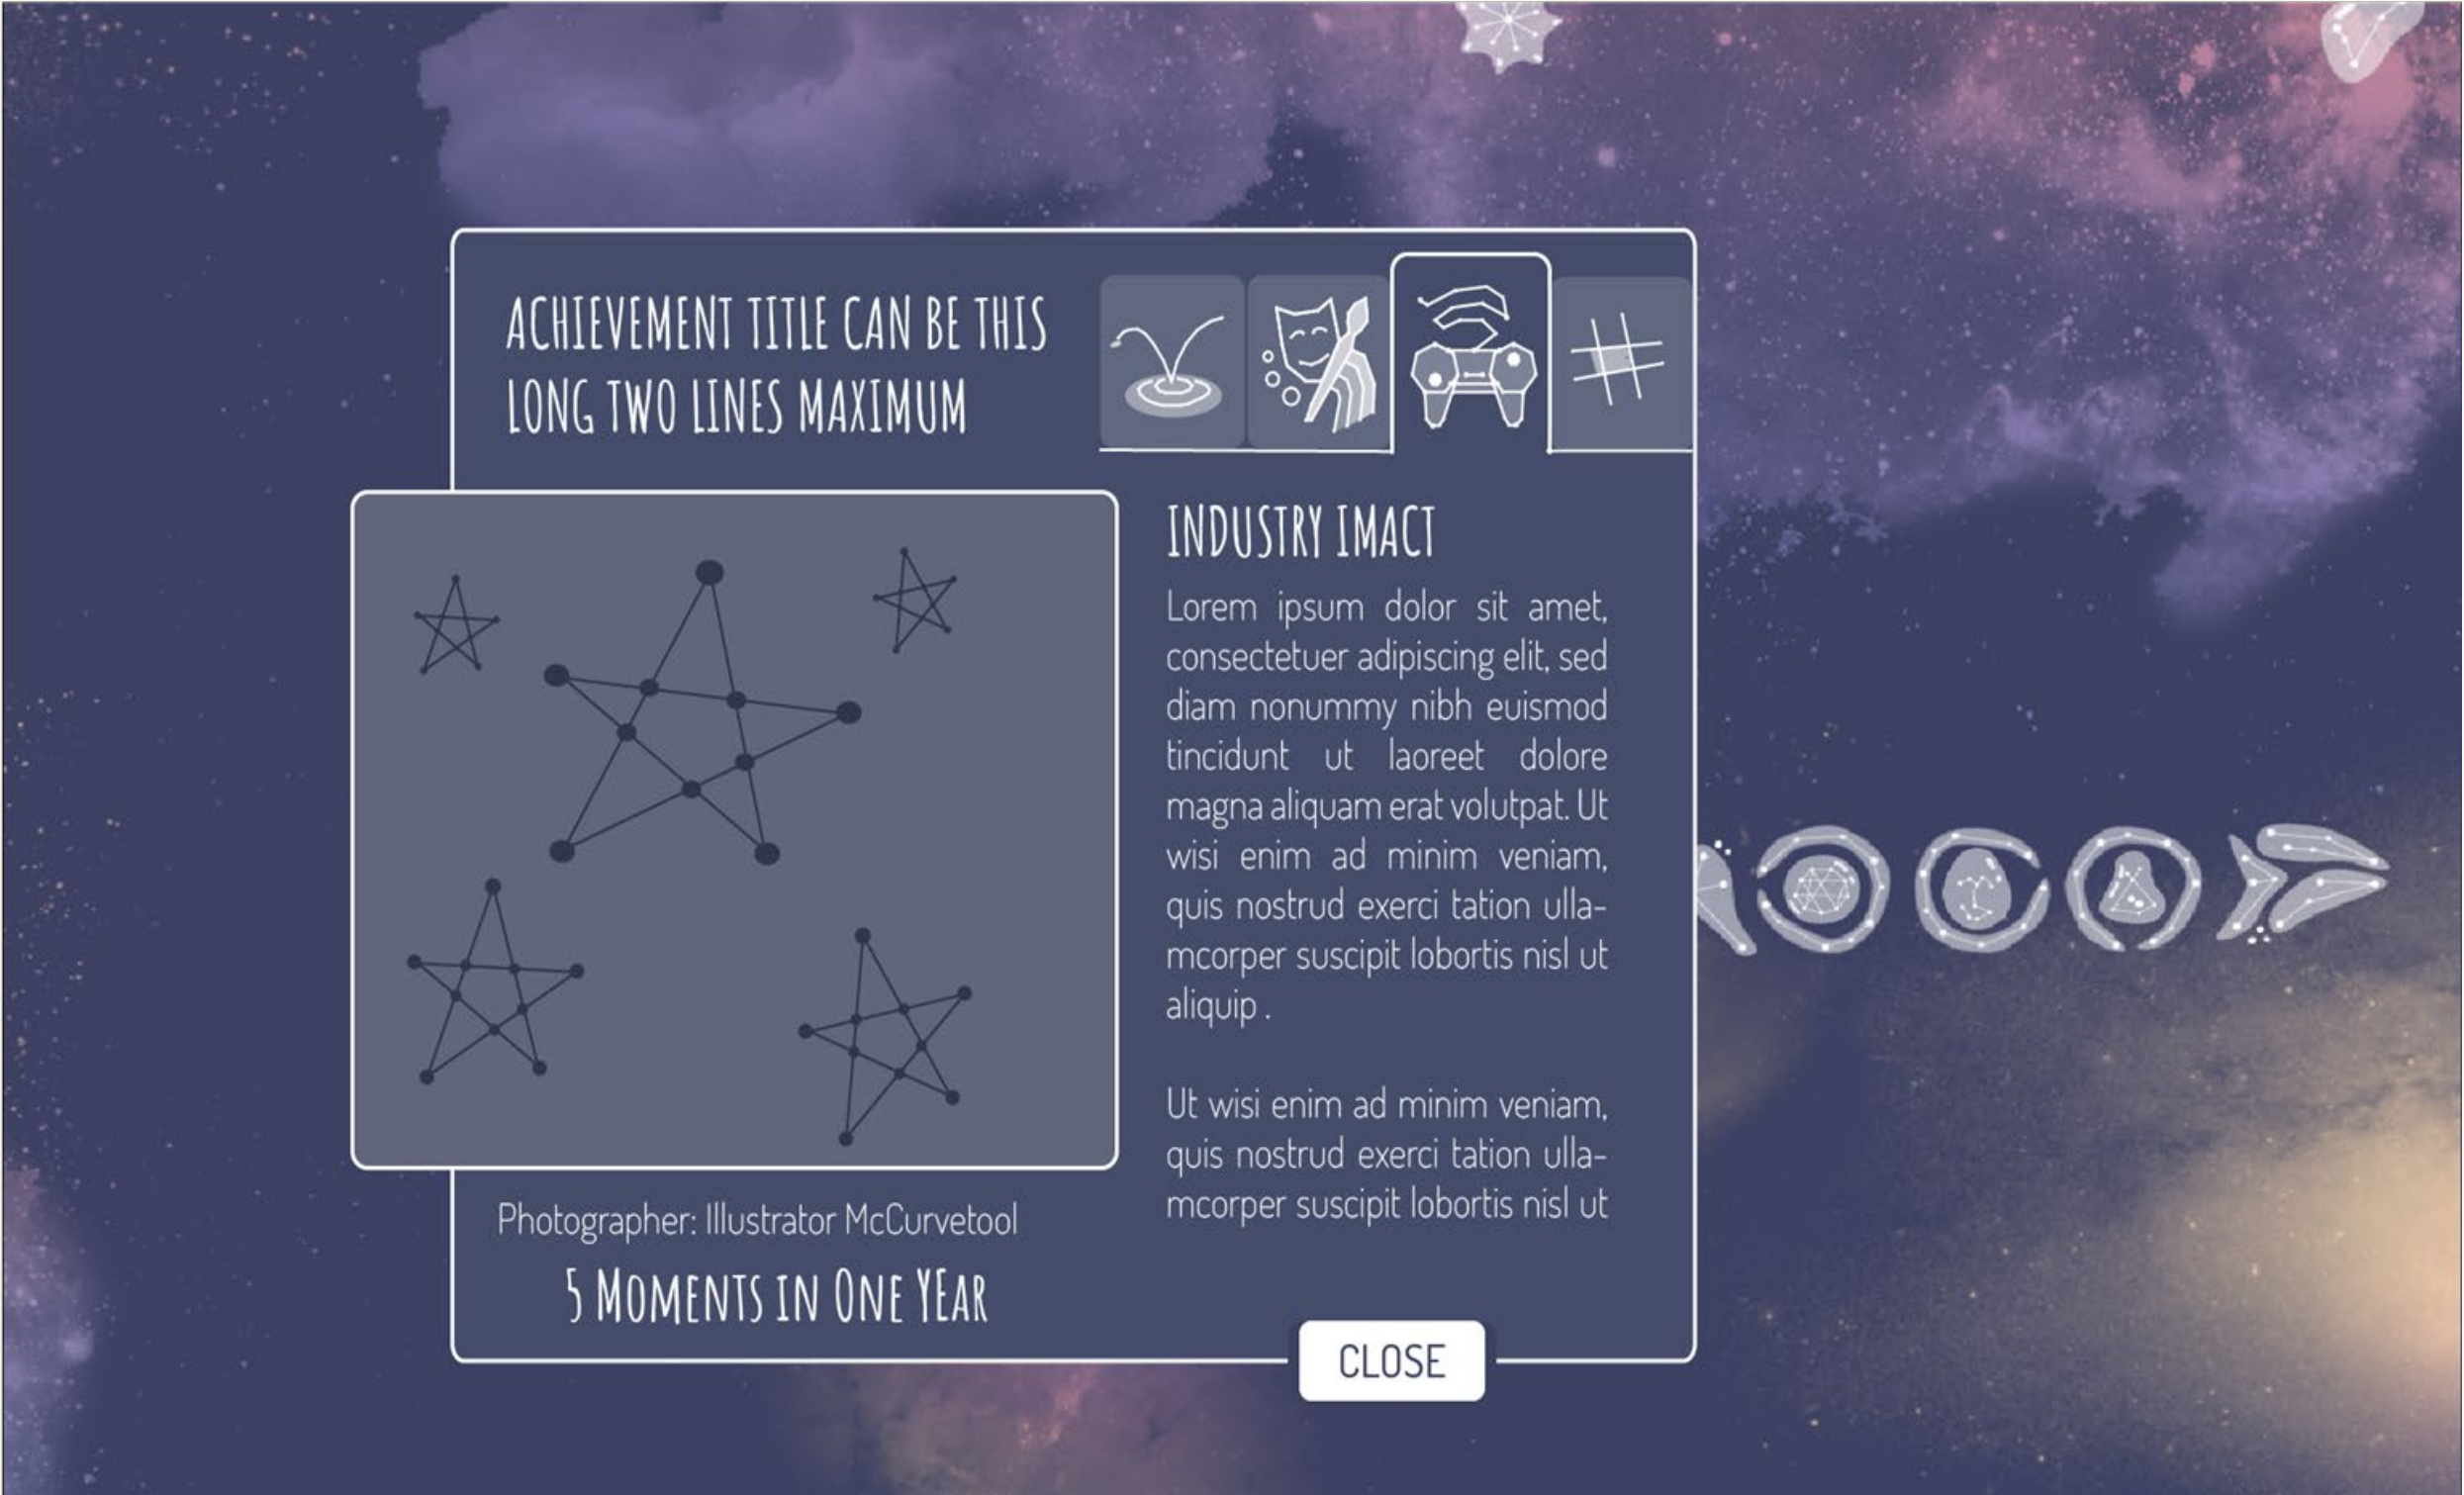 ACHIEVEMENT TITLE CAN BE THIS
LONG TWO LINES MAXIMUM
INDUSTRY IMACT
Lorem ipsum dolor sit amet,
consectetuer adipiscing elit, sed
diam nonummy nibh euismod
tincidunt ut laoreet dolore
magna aliquam erat volutpat. Ut
wisi enim ad minim veniam,
quis nostrud exerci tation ulla-
mcorper suscipit lobortis nisl ut
aliquip .
Ut wisi enim ad minim veniam,
quis nostrud exerci tation ulla-
mcorper suscipit lobortis nisl ut
Photographer: Illustrator McCurvetool
5 MOMENTS IN ONE YEAR
CLOSE